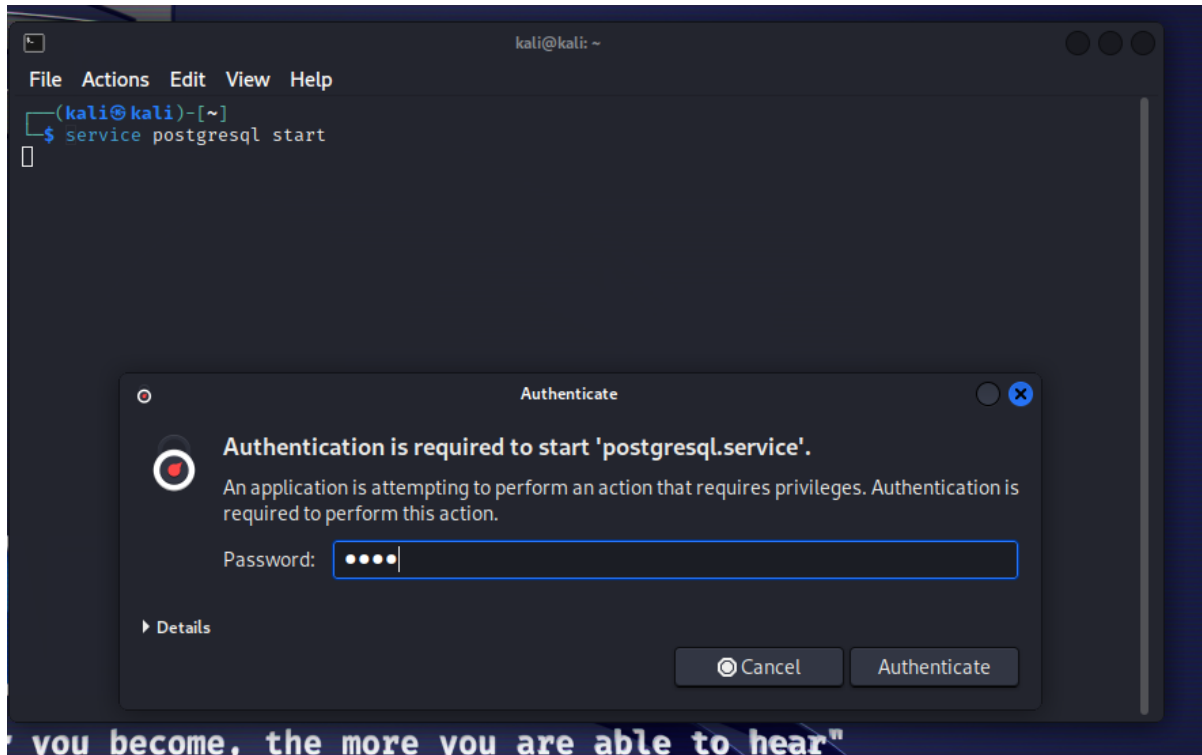 kali@kali: ~
File Actions Edit View Help
(kali㉿kali)-[~]
$ service postgresql start
Authenticate
Authentication is required to start 'postgresql.service'.
An application is attempting to perform an action that requires privileges. Authentication is
required to perform this action.
Password: ••••
Details
Cancel Authenticate
you become, the more you are able to hear"